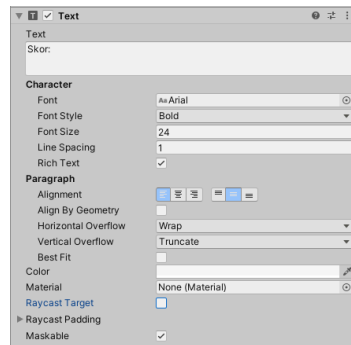 Text
Text
Skor:
Character
Font Aa Arial
Font Style Bold
Font Size 24
Line Spacing 1
Rich Text
Paragraph
Alignment
Align By Geometry
Horizontal Overflow Wrap
Vertical Overflow Truncate
Best Fit
Color
Material None (Material)
Raycast Target
Raycast Padding
Maskable